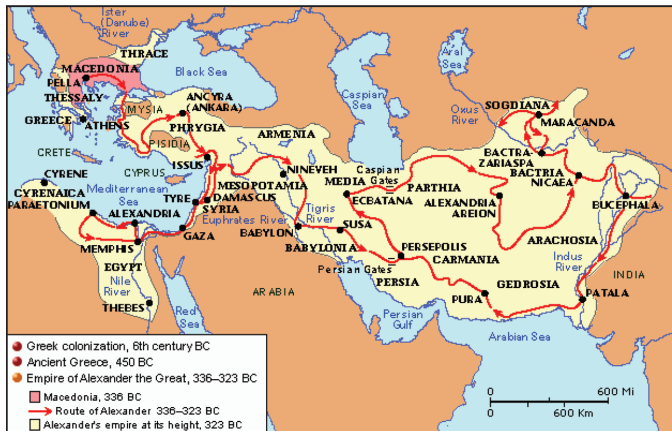 Ister
(Danube)
River
THRACE
MACEDONIA
PELLA
THESSALY
MYSIA
GREECE
ATHENS
Black Sea
ANCYRA
(ANKARA)
PHRYGIA
PISIDIA
CRETE
CYPRUS
ISSUS
ARMENIA
Caspian
Sea
Aral
Sea
Oxus
River
SOGDIANA
MARACANDA
BACTRA-
ZARIASPA
BACTRIA
NICAEA
BUCEPHALA
CYRENE
CYRENAICA
PARAETONIUM
Mediterranean
Sea
ALEXANDRIA
TYRE
NINEVEH
MESOPOTAMIA
DAMASCUS
SYRIA
Euphrates River
Tigris
River
Caspian
Gates
MEDIA
ECBATANA
PARTHIA
ALEXANDRIA
AREION
MEMPHIS
GAZA
BABYLON
SUSA
BABYLONIA
PERSEPOLIS
CARMANIA
Persian Gates
PERSIA
ARACHOSIA
Indus
River
INDIA
EGYPT
Nile
River
THEBES
Red
Sea
ARABIA
Persian
Gulf
PURA
GEDROSIA
PATALA
Arabian Sea
Greek colonization, 6th century BC
Ancient Greece, 450 BC
Empire of Alexander the Great, 336–323 BC
Macedonia, 336 BC
Route of Alexander 336–323 BC
Alexander's empire at its height, 323 BC
0 600 Mi
0 600 Km